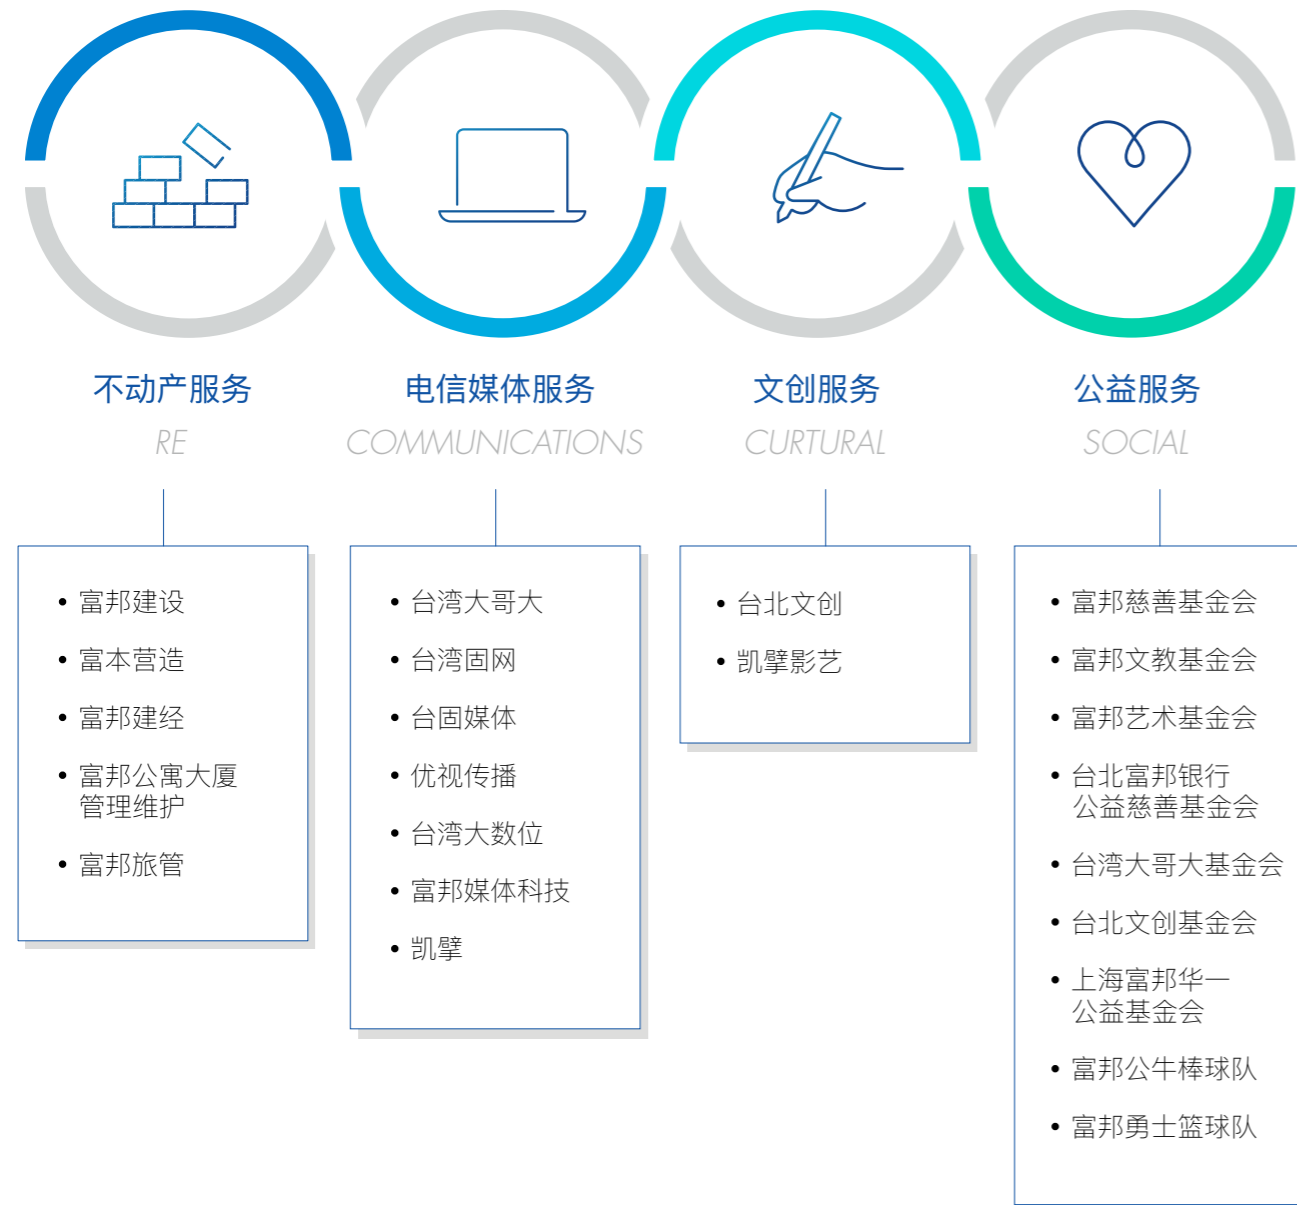 不动产服务
RE
富邦建设
富本营造
富邦建经
富邦公寓大厦
管理维护
富邦旅管
电信媒体服务
COMMUNICATIONS
台湾大哥大
台湾固网
台固媒体
优视传播
台湾大数位
富邦媒体科技
凯擘
文创服务
CURTURAL
台北文创
凯擘影艺
公益服务
SOCIAL
富邦慈善基金会
富邦文教基金会
富邦艺术基金会
台北富邦银行
公益慈善基金会
台湾大哥大基金会
台北文创基金会
上海富邦华一
公益基金会
富邦公牛棒球队
富邦勇士篮球队